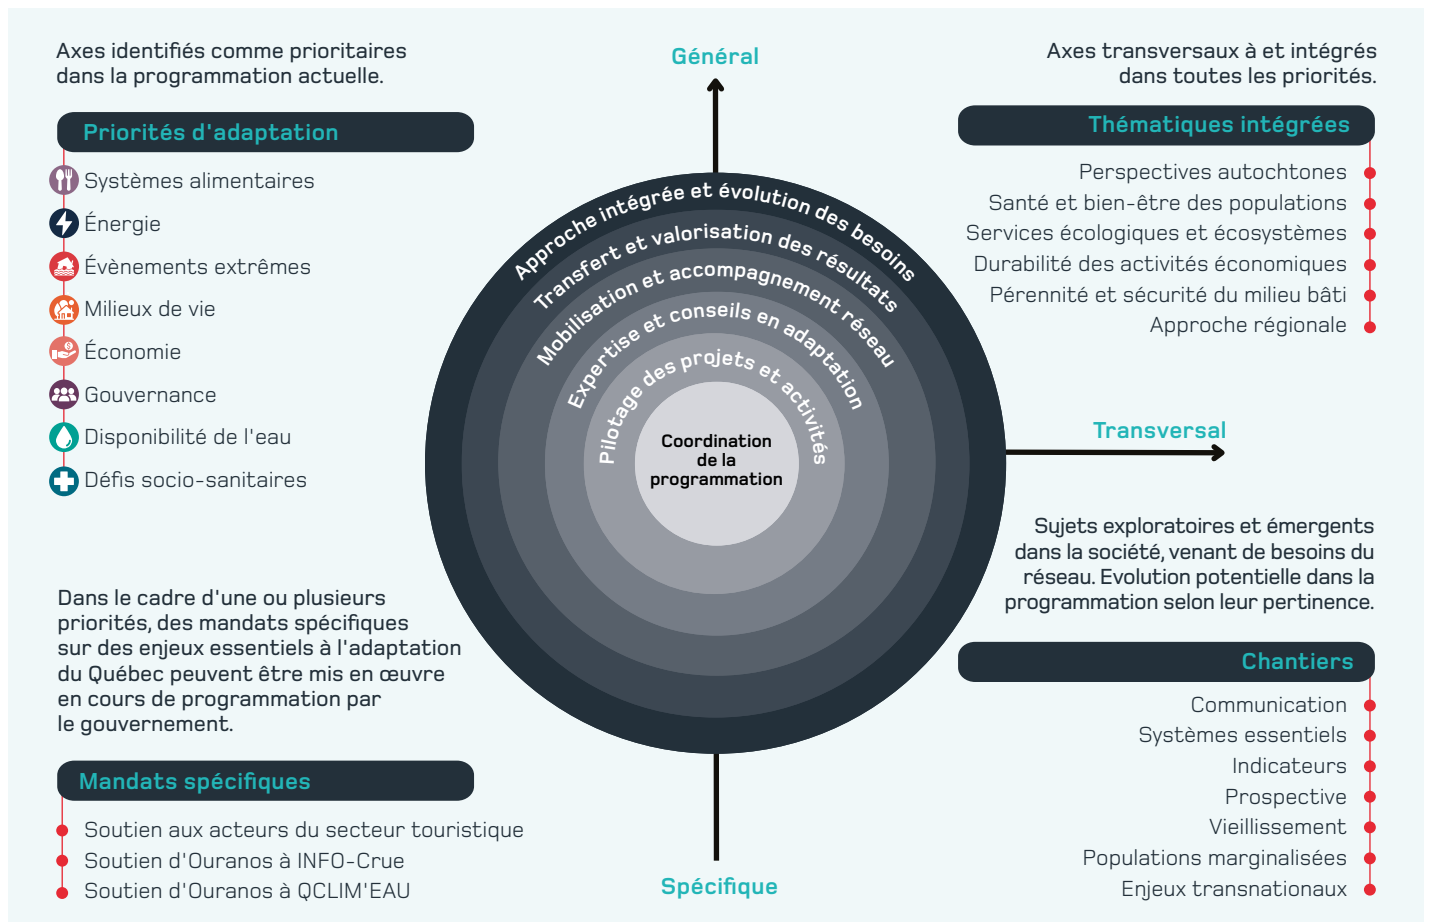 Axes identifiés comme prioritaires
dans la programmation actuelle.
Priorités d'adaptation
Systèmes alimentaires
Énergie
Évènements extrêmes
Milieux de vie
Économie
Gouvernance
Disponibilité de l'eau
Défis socio-sanitaires
Dans le cadre d'une ou plusieurs
priorités, des mandats spécifiques
sur des enjeux essentiels à l'adaptation
du Québec peuvent être mis en œuvre
en cours de programmation par
le gouvernement.
Mandats spécifiques
Soutien aux acteurs du secteur touristique
Soutien d'Ouranos à INFO-Crue
Soutien d'Ouranos à QCLIM'EAU
Général
Approche intégrée et évolution des besoins
Transfert et valorisation des résultats
Mobilisation et accompagnement réseau
Expertise et conseils en adaptation
Pilotage des projets et activités
Coordination
de la
programmation
Spécifique
Axes transversaux à et intégrés
dans toutes les priorités.
Thématiques intégrées
Perspectives autochtones
Santé et bien-être des populations
Services écologiques et écosystèmes
Durabilité des activités économiques
Pérennité et sécurité du milieu bâti
Approche régionale
Transversal
Sujets exploratoires et émergents
dans la société, venant de besoins du
réseau. Evolution potentielle dans la
programmation selon leur pertinence.
Chantiers
Communication
Systèmes essentiels
Indicateurs
Prospective
Vieillissement
Populations marginalisées
Enjeux transnationaux